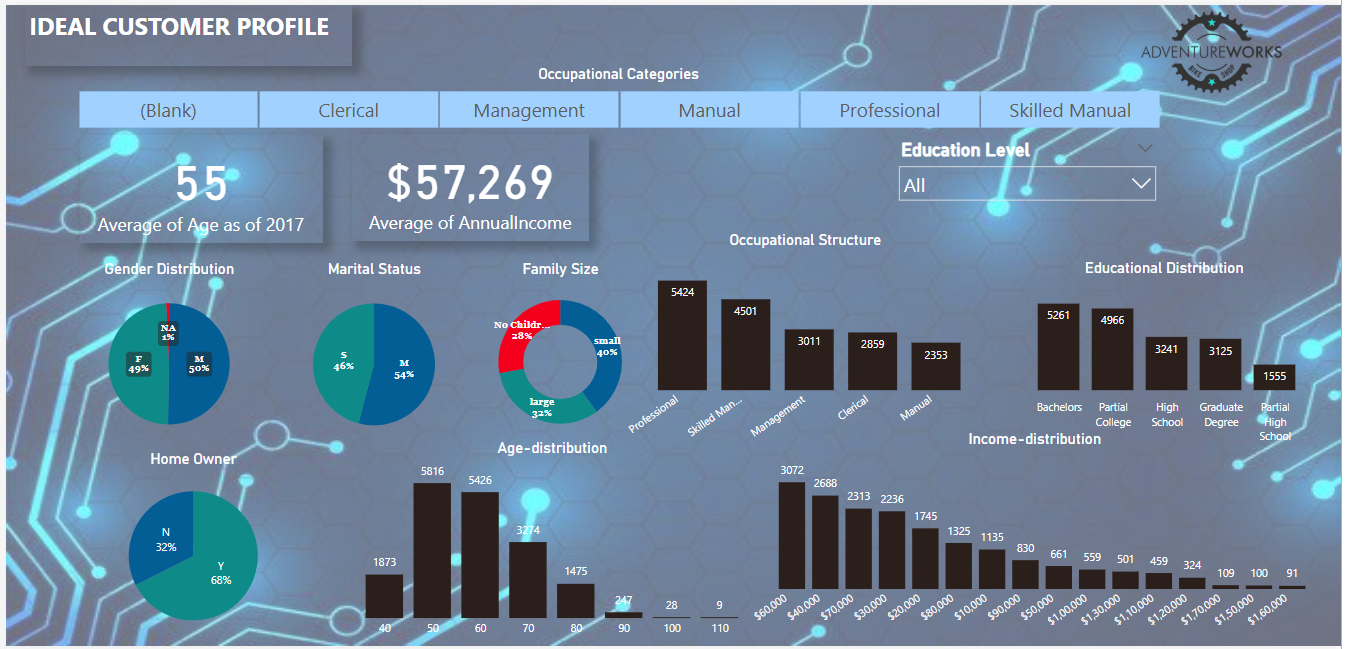 IDEAL CUSTOMER PROFILE
ADVENTUREWORKS
BIKE SHOP
Occupational Categories
(Blank)
Clerical
Management
Manual
Professional
Skilled Manual
55
Average of Age as of 2017
$57,269
Average of AnnualIncome
Education Level
All
Gender Distribution
NA
1%
F
49%
M
50%
Marital Status
S
46%
M
54%
Family Size
No Childr...
28%
small
40%
large
32%
Occupational Structure
5424
4501
3011
2859
2353
Professional
Skilled Man...
Management
Clerical
Manual
Educational Distribution
5261
4966
3241
3125
1555
Bachelors
Partial
College
High
School
Graduate
Degree
Partial
High
School
Home Owner
N
32%
Y
68%
Age-distribution
1873
5816
5426
3274
1475
247
28
9
40
50
60
70
80
90
100
110
Income-distribution
3072
2688
2313
2236
1745
1325
1135
830
661
559
501
459
324
109
100
91
$60,000
$40,000
$70,000
$30,000
$20,000
$80,000
$10,000
$90,000
$50,000
$1,00,000
$1,30,000
$1,10,000
$1,20,000
$1,70,000
$1,50,000
$1,60,000